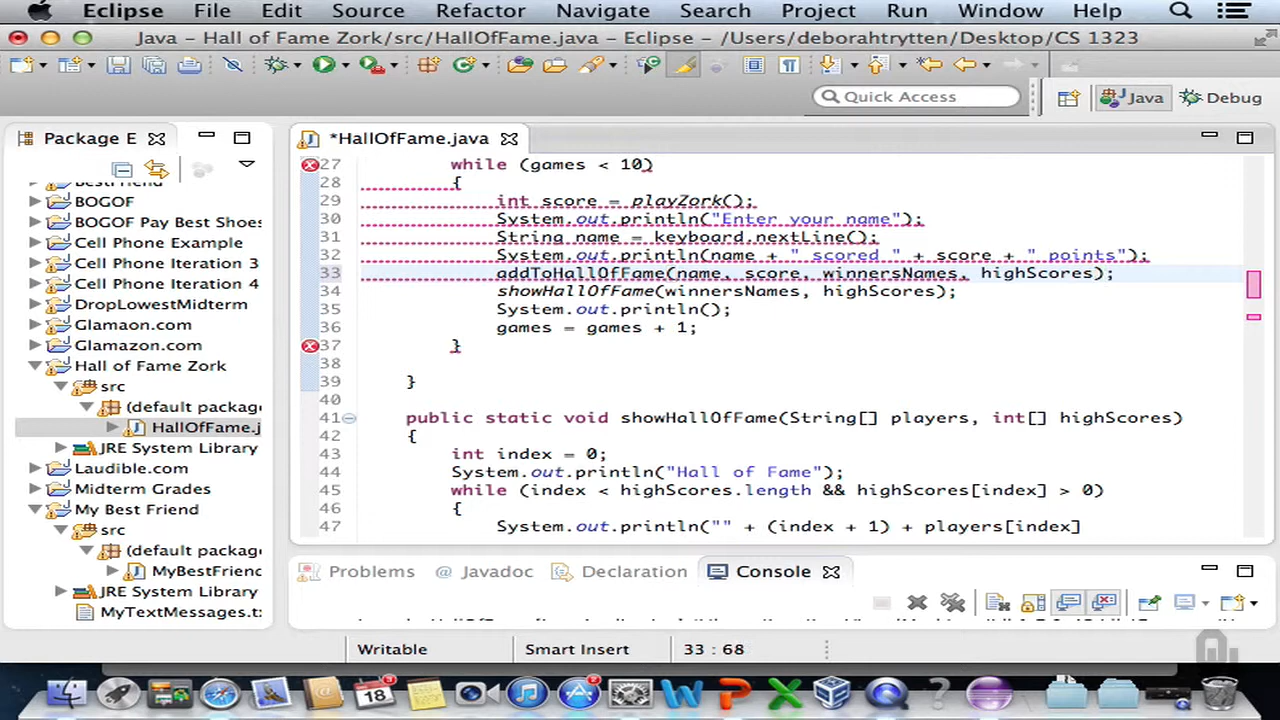 Eclipse File Edit Source Refactor Navigate Search Project Run Window Help
Java - Hall of Fame Zork/src/HallOfFame.java - Eclipse - /Users/deborahtrytten/Desktop/CS 1323
Quick Access Java Debug
Package E *HallOfFame.java
BestFriend
BOGOF
BOGOF Pay Best Shoes
Cell Phone Example
Cell Phone Iteration 3
Cell Phone Iteration 4
DropLowestMidterm
Glamaon.com
Glamazon.com
Hall of Fame Zork
src
(default package
HallOfFame.j
JRE System Library
Laudible.com
Midterm Grades
My Best Friend
src
(default package
MyBestFriend
JRE System Library
MyTextMessages.t
27 while (games < 10)
28 {
29 int score = playZork();
30 System.out.println("Enter your name");
31 String name = keyboard.nextLine();
32 System.out.println(name + " scored " + score + " points");
33 addToHallOfFame(name, score, winnersNames, highScores);
34 showHallOfFame(winnersNames, highScores);
35 System.out.println();
36 games = games + 1;
37 }
38
39 }
40
41 public static void showHallOfFame(String[] players, int[] highScores)
42 {
43 int index = 0;
44 System.out.println("Hall of Fame");
45 while (index < highScores.length && highScores[index] > 0)
46 {
47 System.out.println("" + (index + 1) + players[index]
Problems @ Javadoc Declaration Console
Writable Smart Insert 33 : 68
18